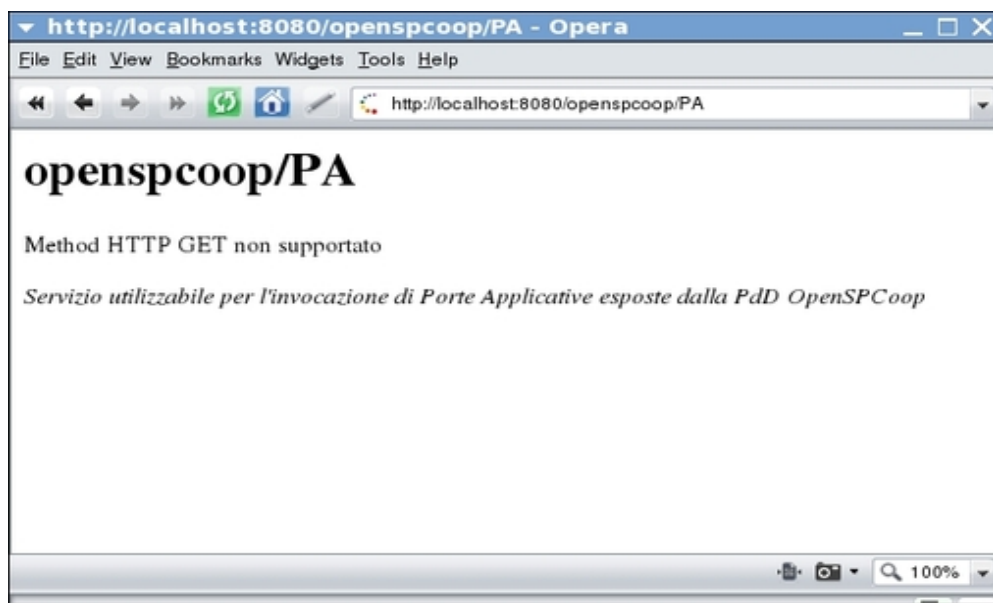 http://localhost:8080/openspcoop/PA - Opera
File Edit View Bookmarks Widgets Tools Help
http://localhost:8080/openspcoop/PA
openspcoop/PA
Method HTTP GET non supportato
Servizio utilizzabile per l'invocazione di Porte Applicative esposte dalla PdD OpenSPCoop
100%